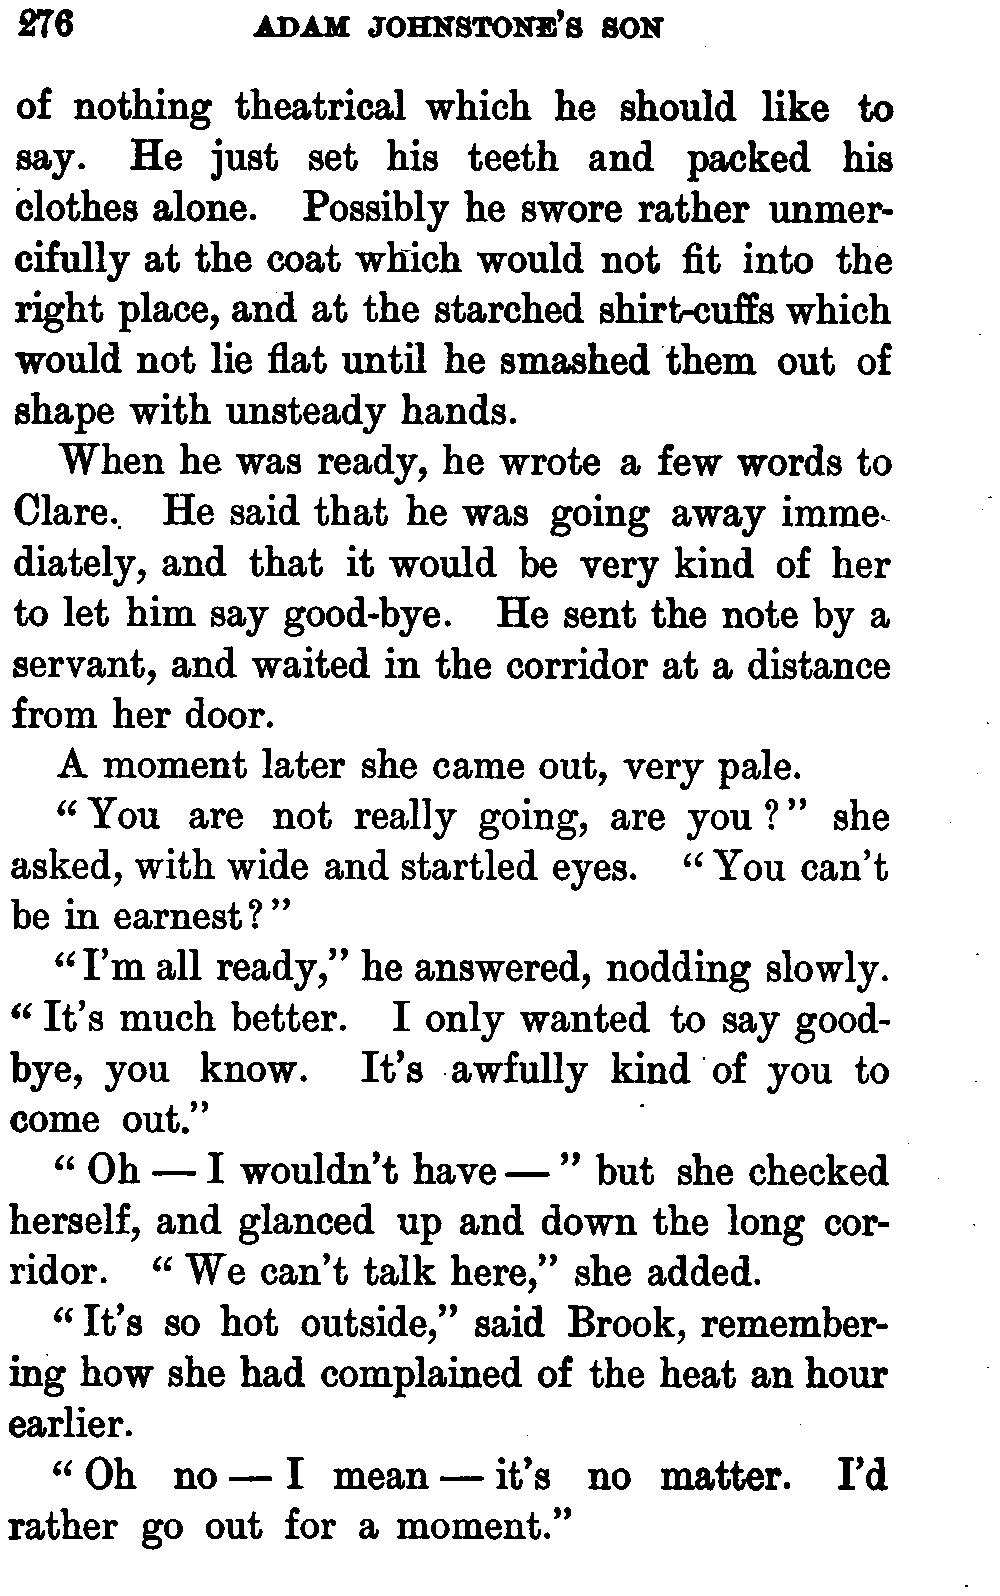 276 ADAM JOHNSTONE'S SON
of nothing theatrical which he should like to
say. He just set his teeth and packed his
clothes alone. Possibly he swore rather unmer-
cifully at the coat which would not fit into the
right place, and at the starched shirt-cuffs which
would not lie flat until he smashed them out of
shape with unsteady hands.
When he was ready, he wrote a few words to
Clare. He said that he was going away imme-
diately, and that it would be very kind of her
to let him say good-bye. He sent the note by a
servant, and waited in the corridor at a distance
from her door.
A moment later she came out, very pale.
"You are not really going, are you?" she
asked, with wide and startled eyes. "You can't
be in earnest?"
"I'm all ready," he answered, nodding slowly.
"It's much better. I only wanted to say good-
bye, you know. It's awfully kind of you to
come out."
"Oh — I wouldn't have — " but she checked
herself, and glanced up and down the long cor-
ridor. "We can't talk here," she added.
"It's so hot outside," said Brook, remember-
ing how she had complained of the heat an hour
earlier.
"Oh no — I mean — it's no matter. I'd
rather go out for a moment."